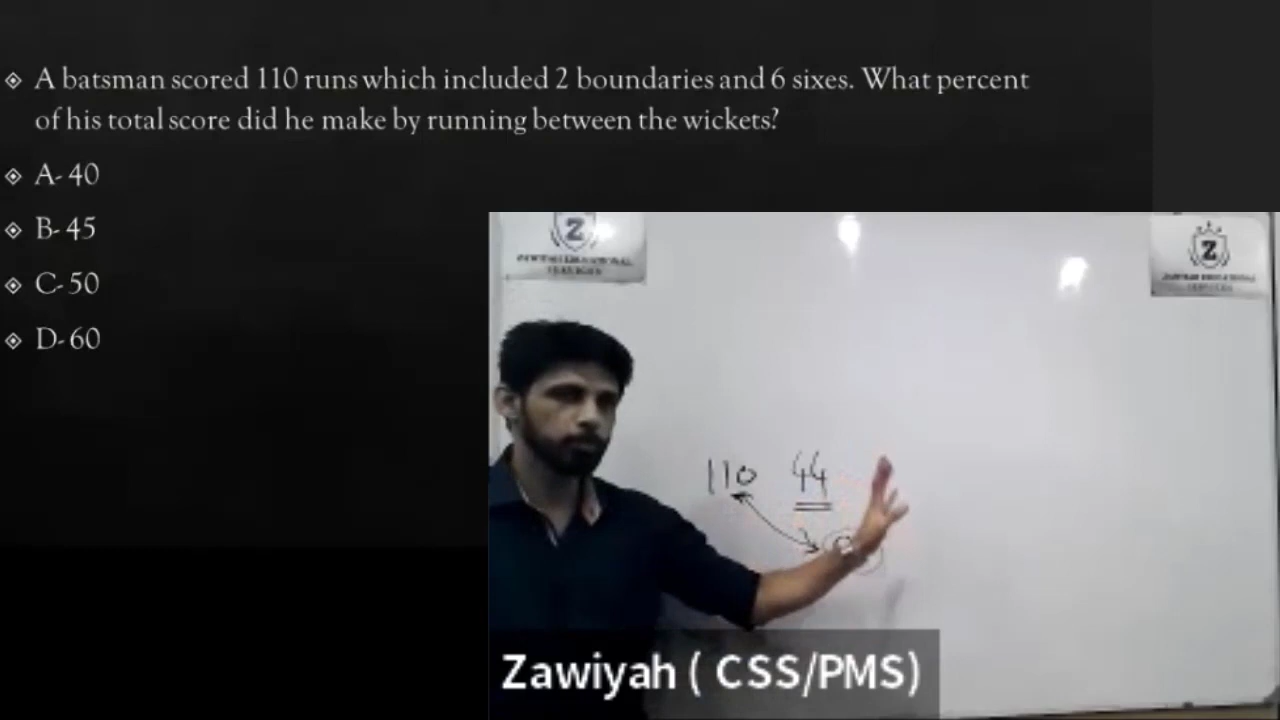 A batsman scored 110 runs which included 2 boundaries and 6 sixes. What percent
of his total score did he make by running between the wickets?
A- 40
B- 45
C-50
D-60
Z
Z
110 44
Zawiyah ( CSS/PMS)